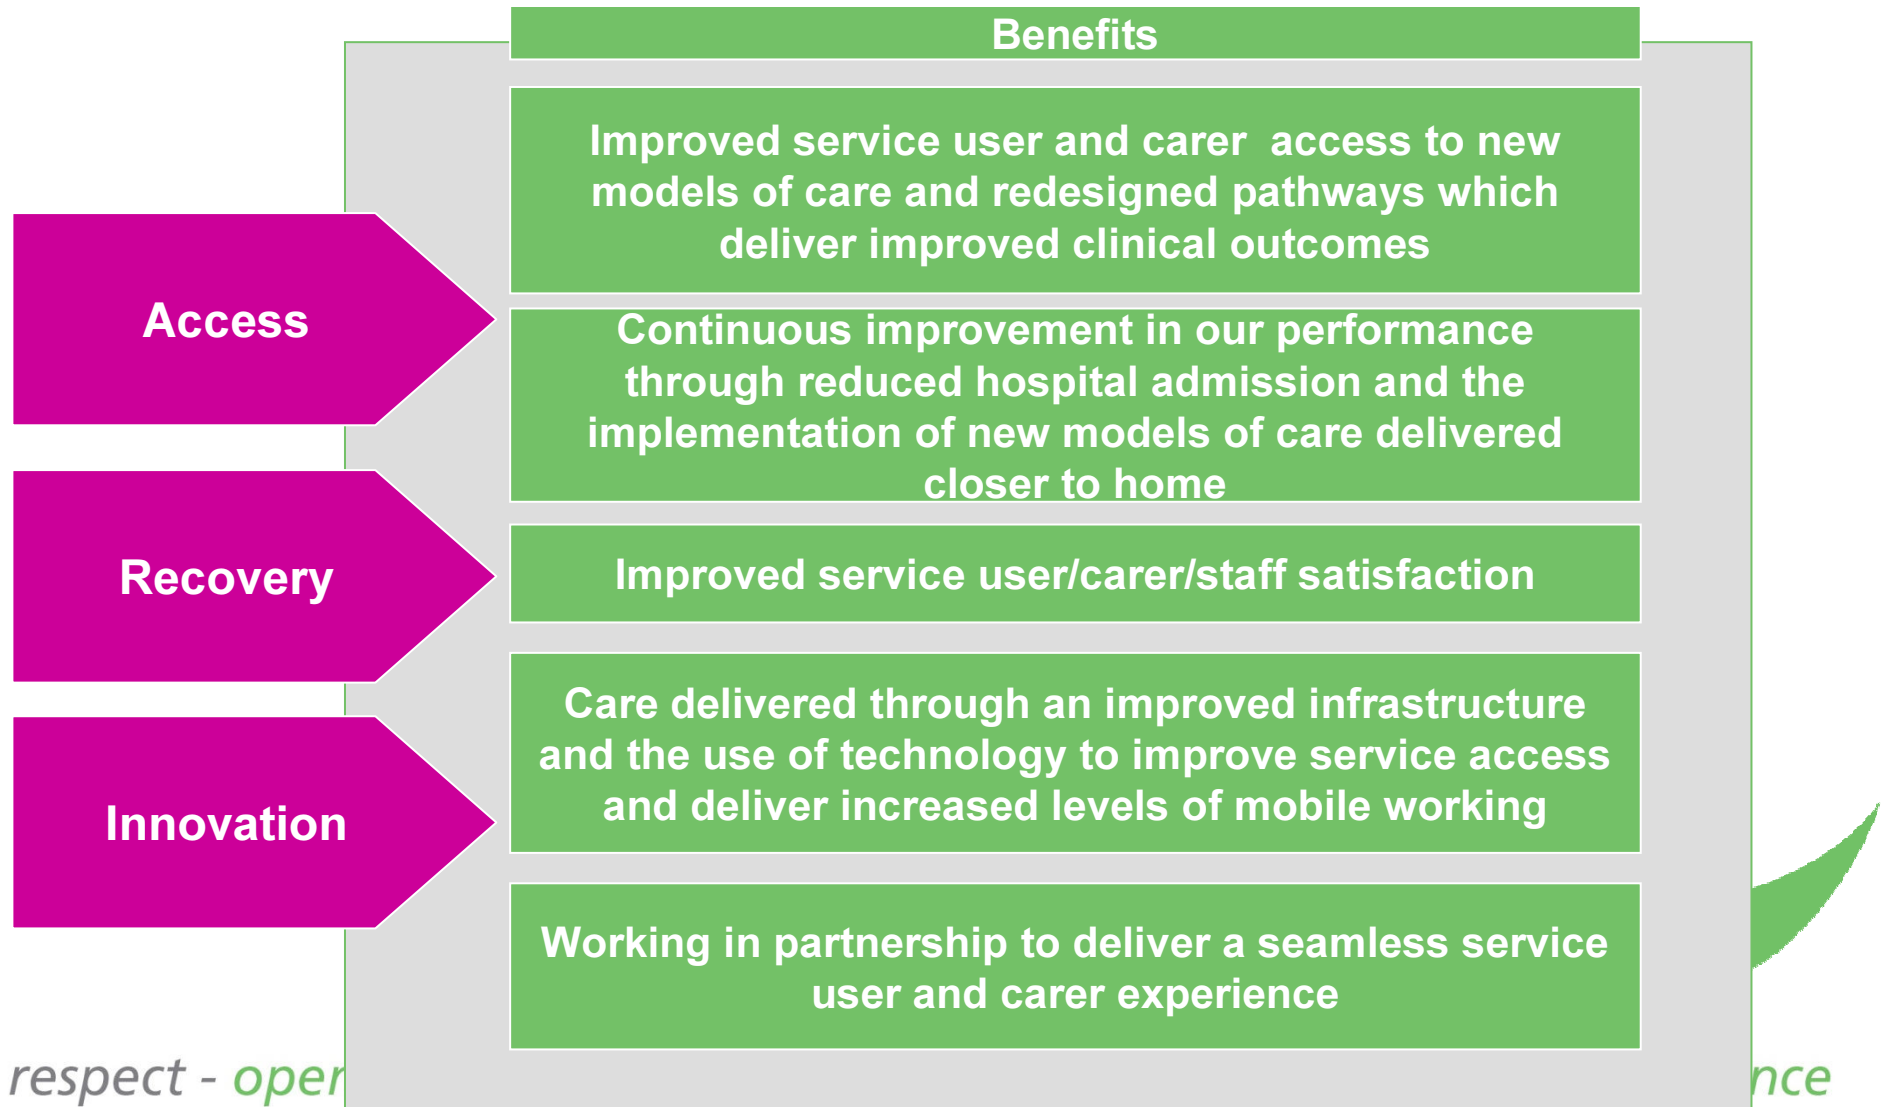 Benefits
Improved service user and carer access to new
models of care and redesigned pathways which
deliver improved clinical outcomes
Access
Continuous improvement in our performance
through reduced hospital admission and the
implementation of new models of care delivered
closer to home
Recovery
Improved service user/carer/staff satisfaction
Care delivered through an improved infrastructure
and the use of technology to improve service access
and deliver increased levels of mobile working
Innovation
Working in partnership to deliver a seamless service
user and carer experience
respect -